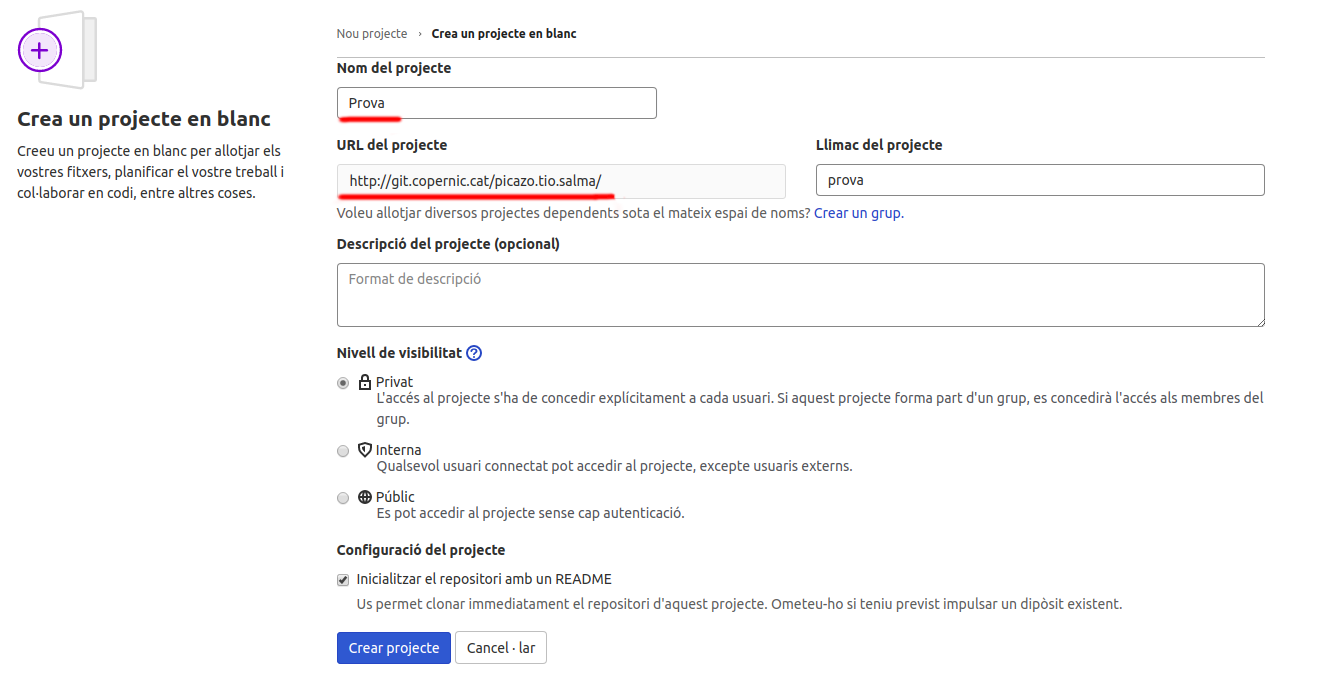 Nou projecte › Crea un projecte en blanc
Crea un projecte en blanc
Creeu un projecte en blanc per allotjar els
vostres fitxers, planificar el vostre treball i
col·laborar en codi, entre altres coses.
Nom del projecte
Prova
URL del projecte
http://git.copernic.cat/picazo.tio.salma/
Llimac del projecte
prova
Voleu allotjar diversos projectes dependents sota el mateix espai de noms? Crear un grup.
Descripció del projecte (opcional)
Format de descripció
Nivell de visibilitat ?
Privat
L'accés al projecte s'ha de concedir explícitament a cada usuari. Si aquest projecte forma part d'un grup, es concedirà l'accés als membres del
grup.
Interna
Qualsevol usuari connectat pot accedir al projecte, excepte usuaris externs.
Públic
Es pot accedir al projecte sense cap autenticació.
Configuració del projecte
Inicialitzar el repositori amb un README
Us permet clonar immediatament el repositori d'aquest projecte. Ometeu-ho si teniu previst impulsar un dipòsit existent.
Crear projecte
Cancel · lar